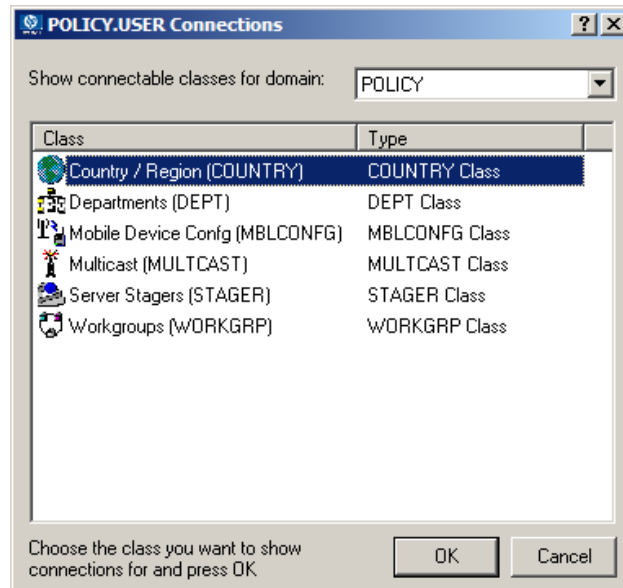 POLICY.USER Connections
Show connectable classes for domain: POLICY
Class Type
Country / Region (COUNTRY) COUNTRY Class
Departments (DEPT) DEPT Class
Mobile Device Confg (MBLCONFG) MBLCONFG Class
Multicast (MULTCAST) MULTCAST Class
Server Stagers (STAGER) STAGER Class
Workgroups (WORKGRP) WORKGRP Class
Choose the class you want to show
connections for and press OK
OK Cancel